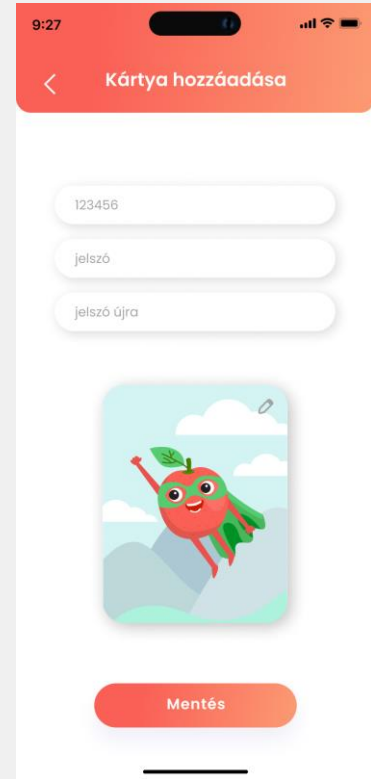 9:27
Kártya hozzáadása
123456
jelszó
jelszó újra
Mentés